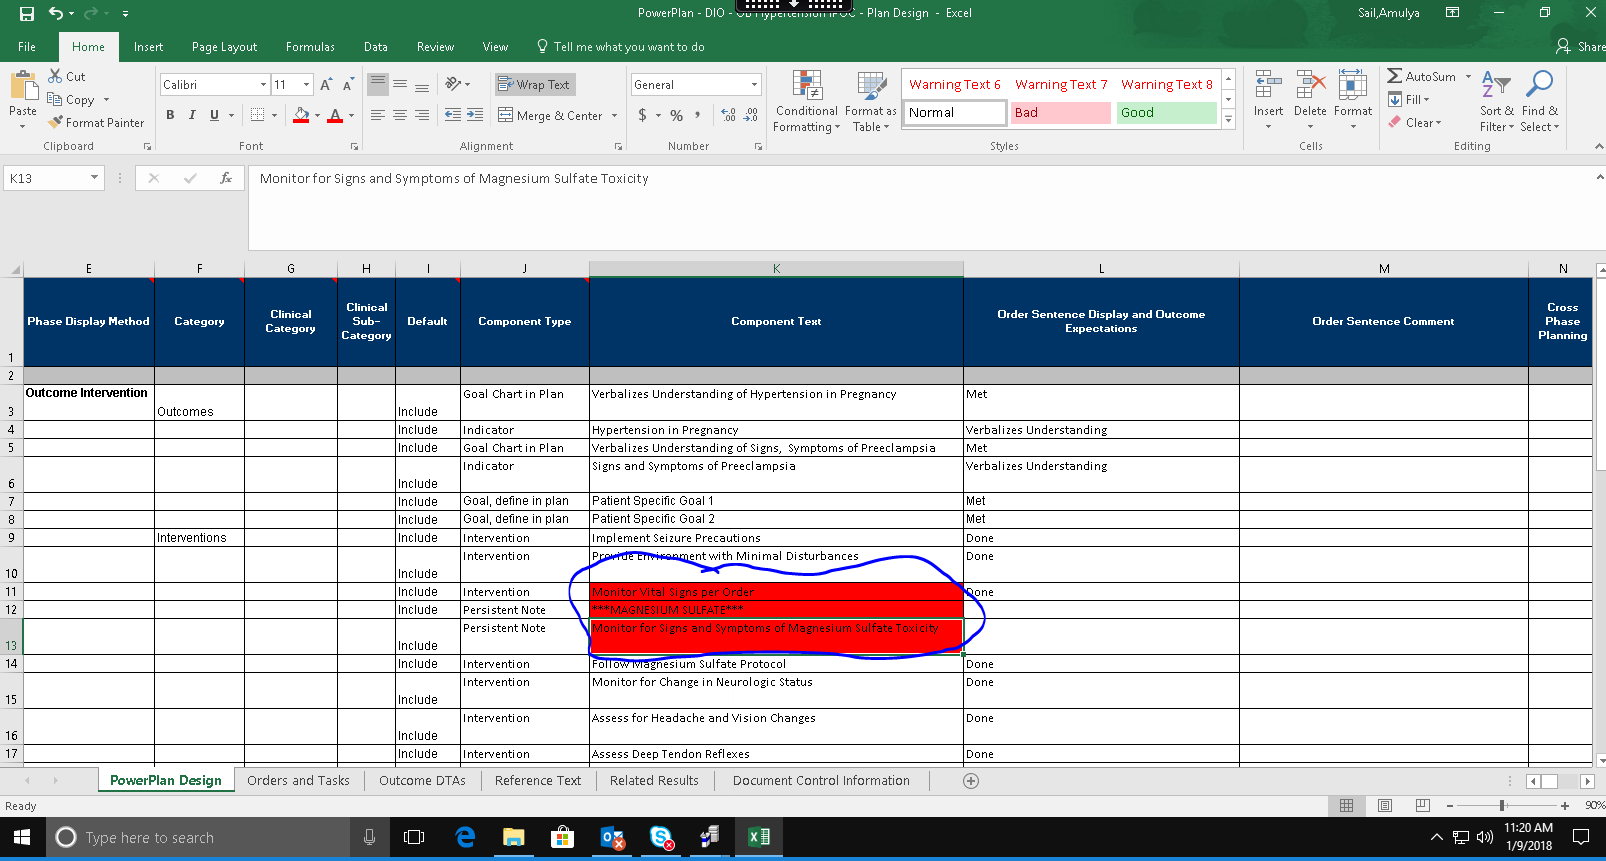 PowerPlan - DIO - OB Hypertension IPOC - Plan Design - Excel
Sail,Amulya
File Home Insert Page Layout Formulas Data Review View Tell me what you want to do Share
Cut
Copy
Format Painter
Paste
Clipboard
Calibri 11
B I U
Font
Wrap Text
Merge & Center
Alignment
General
$ % ,
Number
Conditional Formatting
Format as Table
Warning Text 6 Warning Text 7 Warning Text 8
Normal Bad Good
Styles
Insert Delete Format
Cells
AutoSum
Fill
Clear
Sort & Filter
Find & Select
Editing
K13 fx Monitor for Signs and Symptoms of Magnesium Sulfate Toxicity
E F G H I J K L M N
1 Phase Display Method Category Clinical Category Clinical Sub-Category Default Component Type Component Text Order Sentence Display and Outcome Expectations Order Sentence Comment Cross Phase Planning
2
3 Outcome Intervention Outcomes Include Goal Chart in Plan Verbalizes Understanding of Hypertension in Pregnancy Met
4 Include Indicator Hypertension in Pregnancy Verbalizes Understanding
5 Include Goal Chart in Plan Verbalizes Understanding of Signs, Symptoms of Preeclampsia Met
6 Include Indicator Signs and Symptoms of Preeclampsia Verbalizes Understanding
7 Include Goal, define in plan Patient Specific Goal 1 Met
8 Include Goal, define in plan Patient Specific Goal 2 Met
9 Interventions Include Intervention Implement Seizure Precautions Done
10 Include Intervention Provide Environment with Minimal Disturbances Done
11 Include Intervention Monitor Vital Signs per Order Done
12 Include Persistent Note ***MAGNESIUM SULFATE***
13 Include Persistent Note Monitor for Signs and Symptoms of Magnesium Sulfate Toxicity
14 Include Intervention Follow Magnesium Sulfate Protocol Done
15 Include Intervention Monitor for Change in Neurologic Status Done
16 Include Intervention Assess for Headache and Vision Changes Done
17 Include Intervention Assess Deep Tendon Reflexes Done
PowerPlan Design Orders and Tasks Outcome DTAs Reference Text Related Results Document Control Information
Ready 90%
Type here to search
11:20 AM
1/9/2018